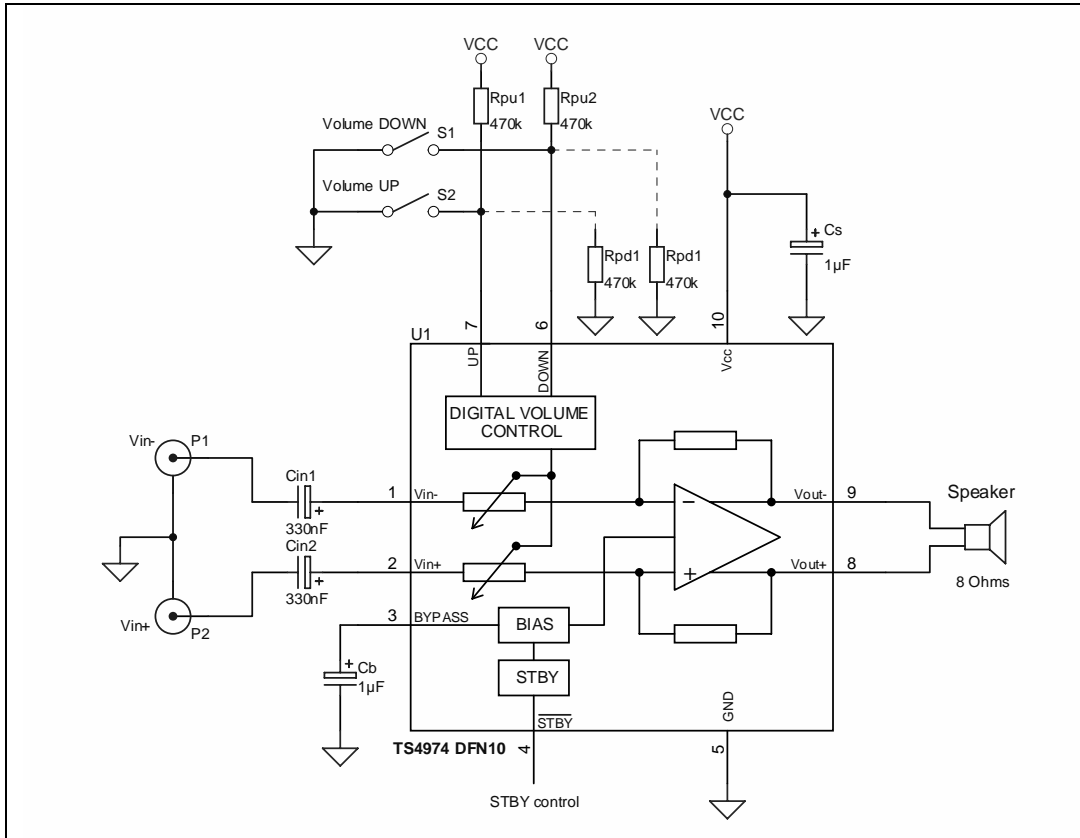 VCC
VCC
Rpu1
470k
Rpu2
470k
VCC
Volume DOWN
S1
Volume UP
S2
+ Cs
1µF
Rpd1
470k
Rpd1
470k
7
6
10
U1
UP
DOWN
Vcc
DIGITAL VOLUME
CONTROL
Vin-
P1
Cin1
+
330nF
1
Vin-
−
Vout-
9
Speaker
Cin2
+
330nF
2
Vin+
+
Vout+
8
8 Ohms
Vin+
P2
3
BYPASS
BIAS
+ Cb
1µF
STBY
STBY
GND
TS4974 DFN10
4
5
STBY control